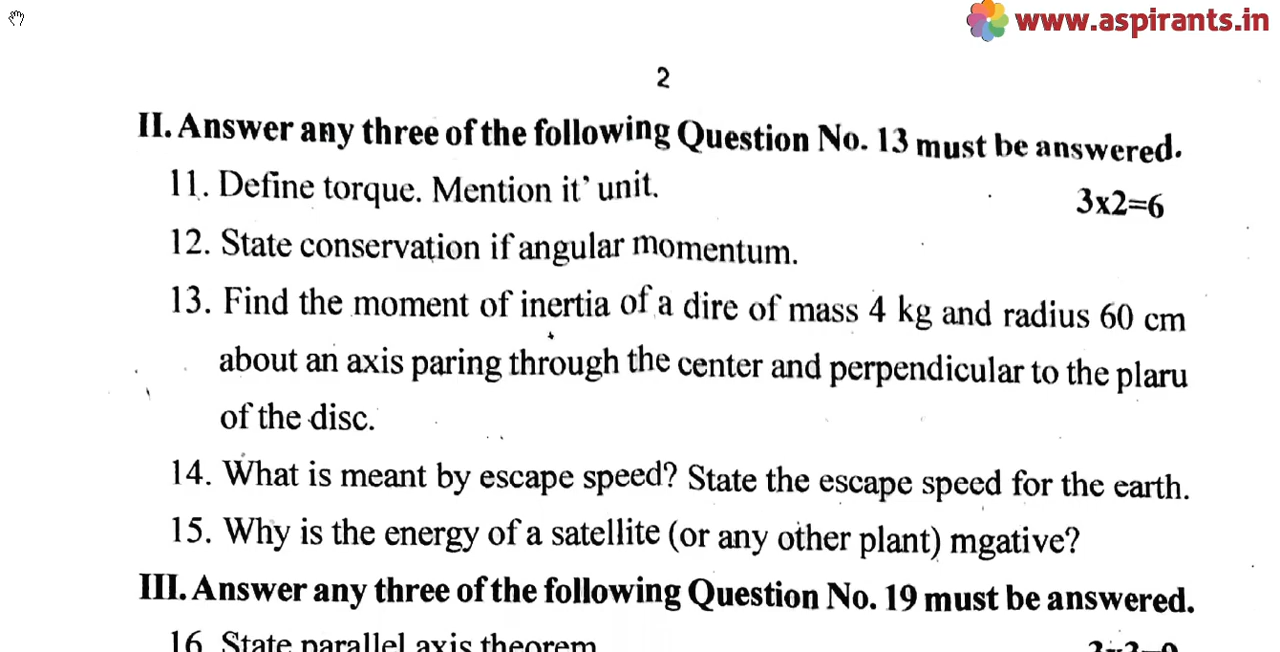 www.aspirants.in
2
II. Answer any three of the following Question No. 13 must be answered.
11. Define torque. Mention it' unit.
3x2=6
12. State conservation if angular momentum.
13. Find the moment of inertia of a dire of mass 4 kg and radius 60 cm
about an axis paring through the center and perpendicular to the plaru
of the disc.
14. What is meant by escape speed? State the escape speed for the earth.
15. Why is the energy of a satellite (or any other plant) mgative?
III. Answer any three of the following Question No. 19 must be answered.
16. State parallel axis theorem